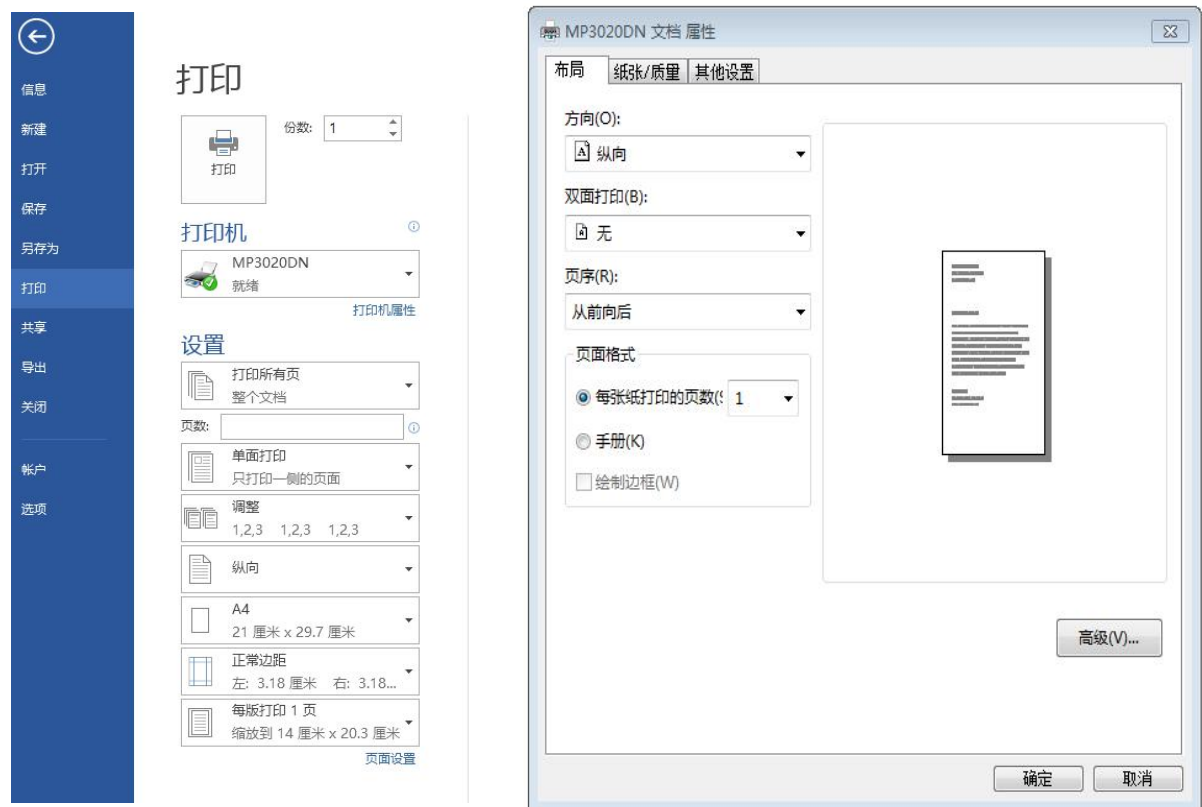 信息
新建
打开
保存
另存为
打印
共享
导出
关闭
帐户
选项
打印
打印
份数: 1
打印机
MP3020DN
就绪
打印机属性
设置
打印所有页
整个文档
页数:
单面打印
只打印一侧的页面
调整
1,2,3 1,2,3 1,2,3
纵向
A4
21 厘米 x 29.7 厘米
正常边距
左: 3.18 厘米 右: 3.18...
每版打印 1 页
缩放到 14 厘米 x 20.3 厘米
页面设置
MP3020DN 文档 属性
布局 纸张/质量 其他设置
方向(O):
A 纵向
双面打印(B):
无
页序(R):
从前向后
页面格式
每张纸打印的页数(S 1
手册(K)
绘制边框(W)
高级(V)...
确定 取消